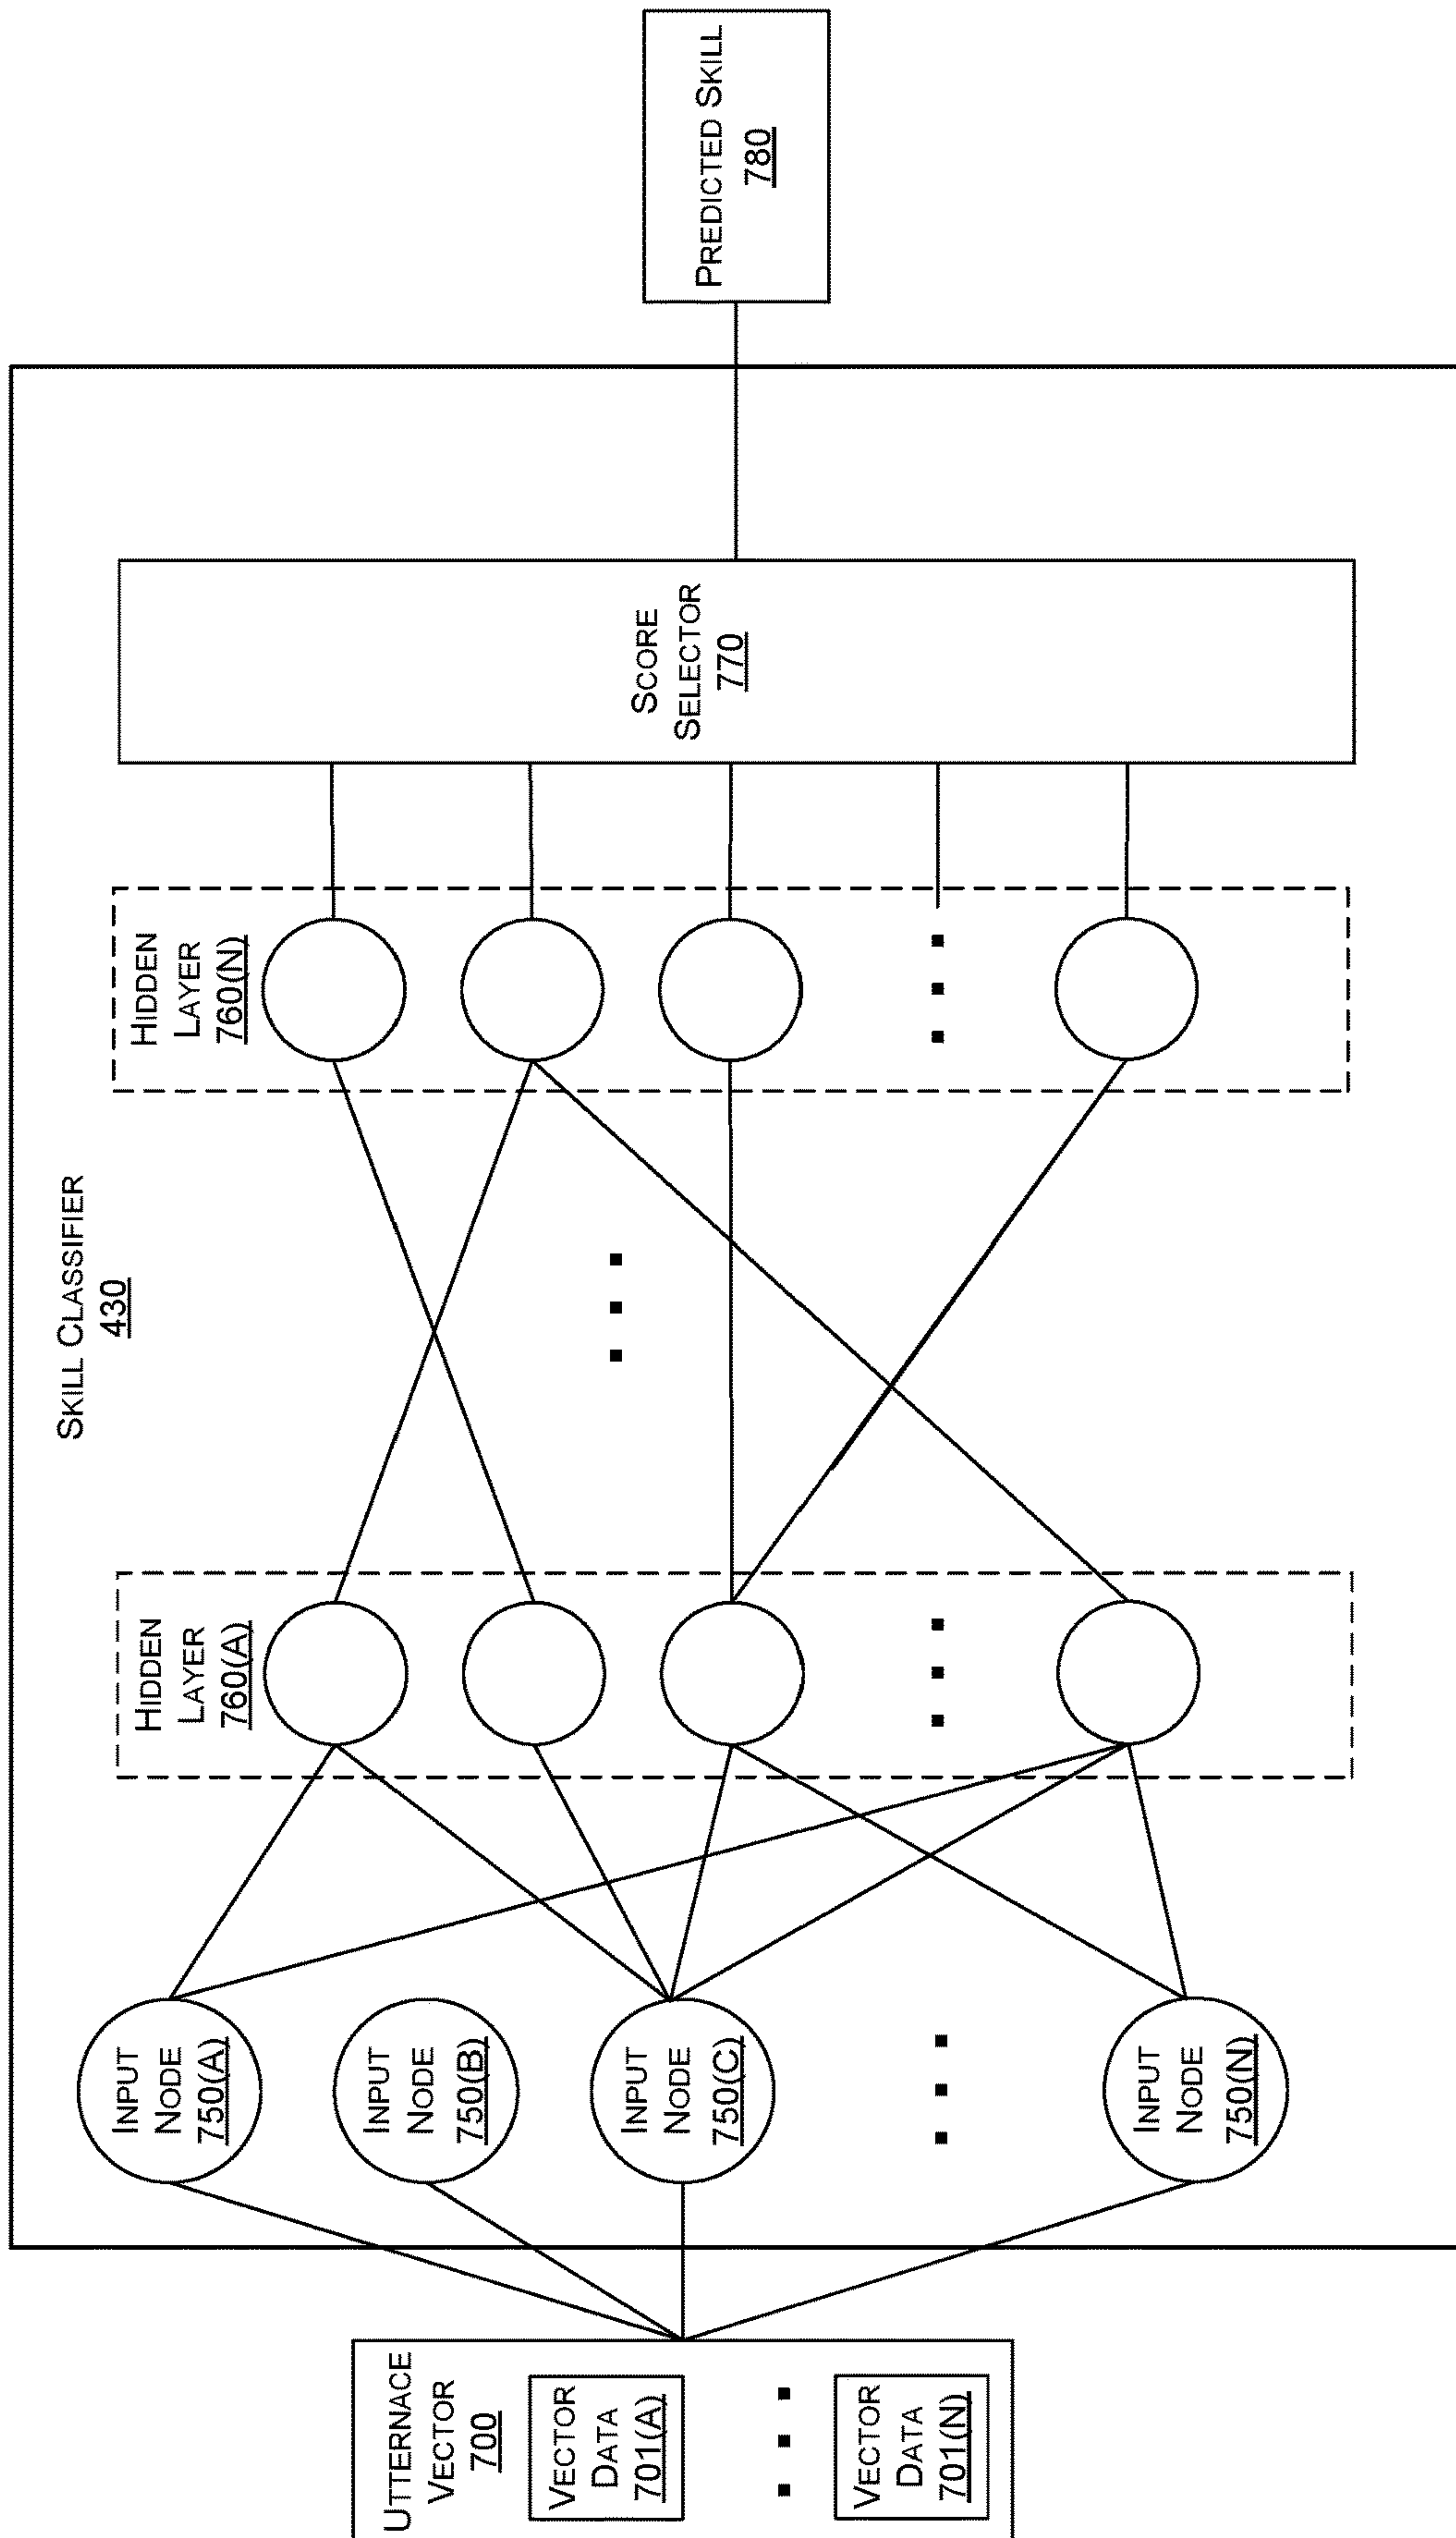 SKILL CLASSIFIER
430
UTTERNACE
VECTOR
700
VECTOR
DATA
701(A)
VECTOR
DATA
701(N)
INPUT
NODE
750(A)
INPUT
NODE
750(B)
INPUT
NODE
750(C)
INPUT
NODE
750(N)
HIDDEN
LAYER
760(A)
HIDDEN
LAYER
760(N)
SCORE
SELECTOR
770
PREDICTED SKILL
780